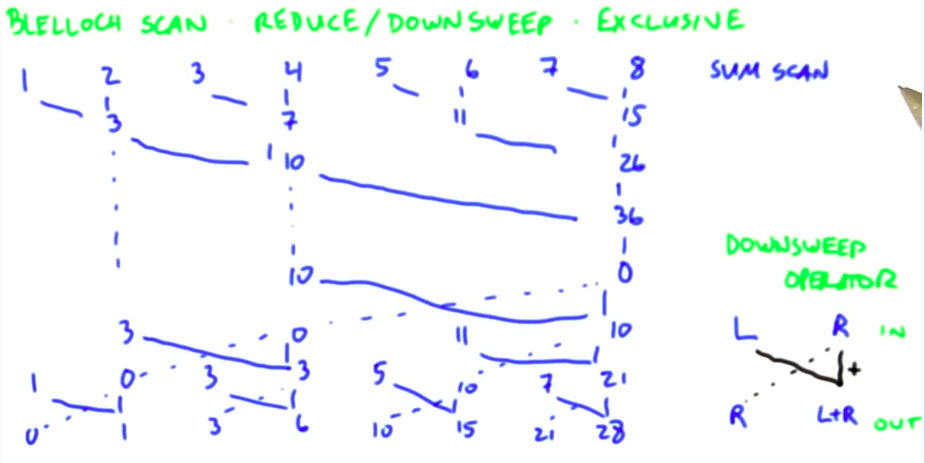 BLELLOCH SCAN · REDUCE/DOWNSWEEP · EXCLUSIVE
1 2 3 4 5 6 7 8 SUM SCAN
3 7 11 15
10 26
36
DOWNSWEEP
OPERATOR
10 0
3 0 11 10
L R IN
1 0 3 3 5 10 7 21
R L+R OUT
0 1 3 6 10 15 21 28